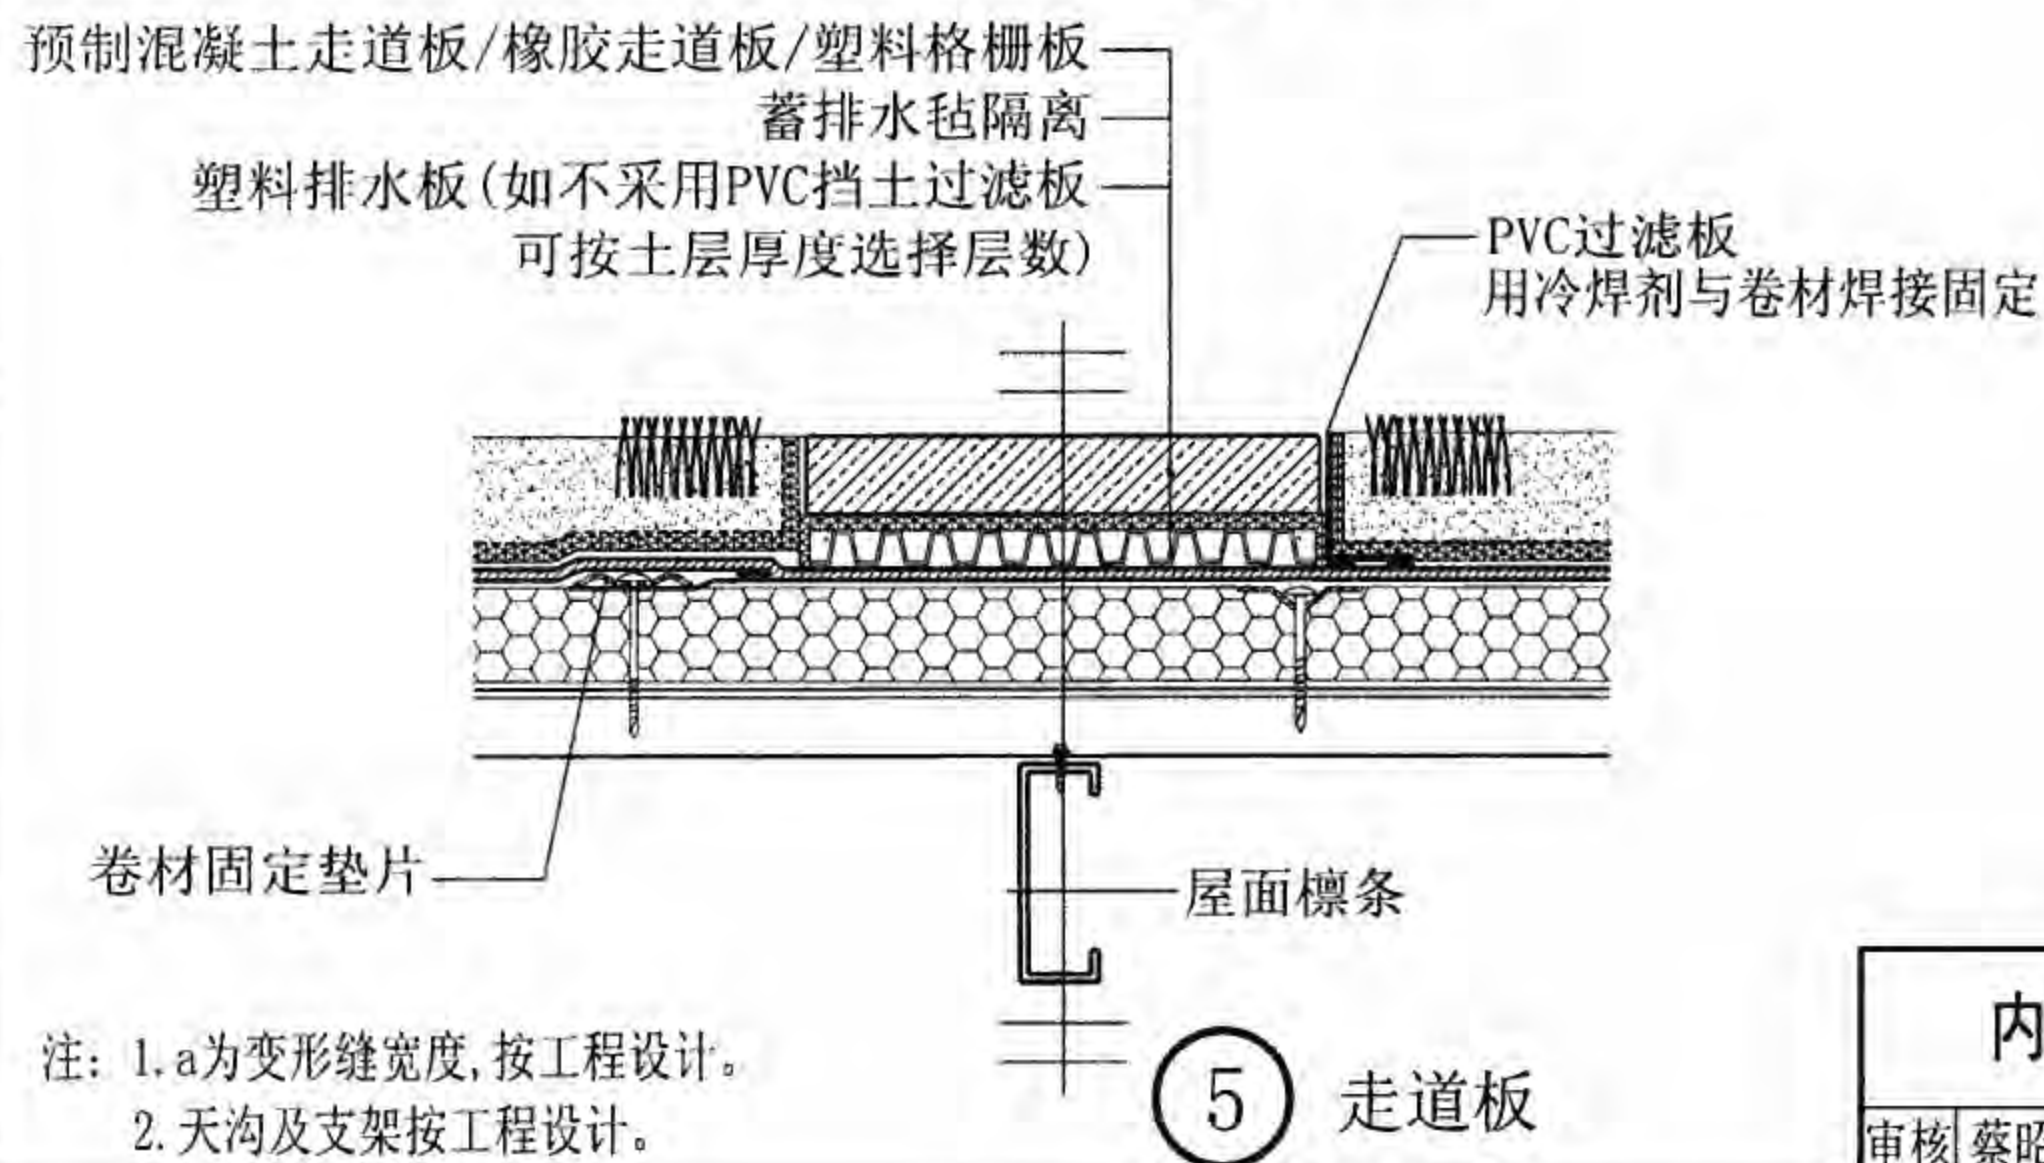 预制混凝土走道板/橡胶走道板/塑料格栅板
蓄排水毡隔离
塑料排水板(如不采用PVC挡土过滤板
可按土层厚度选择层数)
PVC过滤板
用冷焊剂与卷材焊接固定
卷材固定垫片
屋面檩条
注: 1.a为变形缝宽度,按工程设计。
2.天沟及支架按工程设计。
5 走道板
内
审核 蔡昭